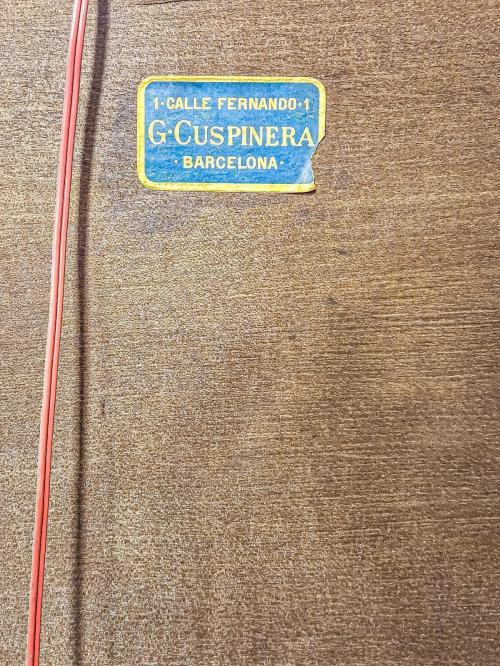 1·CALLE FERNANDO·1
G·CUSPINERA
·BARCELONA·